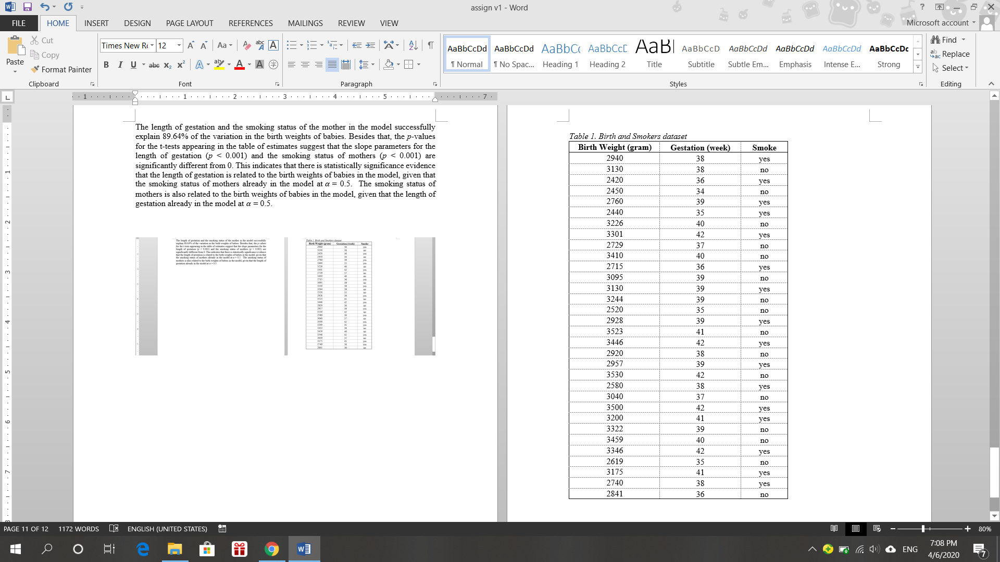 assign v1 - Word
FILE HOME INSERT DESIGN PAGE LAYOUT REFERENCES MAILINGS REVIEW VIEW Microsoft account
Paste Cut
Copy
Format Painter
Clipboard
Times New Ro 12
Font
Paragraph
AaBbCcDd AaBbCcDd AaBbCc AaBbCcD AaBl AaBbCcD AaBbCcDd AaBbCcDd AaBbCcDd AaBbCcDc
¶ Normal ¶ No Spac... Heading 1 Heading 2 Title Subtitle Subtle Em... Emphasis Intense E... Strong
Styles
Find
Replace
Select
Editing
The length of gestation and the smoking status of the mother in the model successfully
explain 89.64% of the variation in the birth weights of babies. Besides that, the p-values
for the t-tests appearing in the table of estimates suggest that the slope parameters for the
length of gestation (p < 0.001) and the smoking status of mothers (p < 0.001) are
significantly different from 0. This indicates that there is statistically significance evidence
that the length of gestation is related to the birth weights of babies in the model, given that
the smoking status of mothers already in the model at α = 0.5. The smoking status of
mothers is also related to the birth weights of babies in the model, given that the length of
gestation already in the model at α = 0.5.
Table 1. Birth and Smokers dataset
Birth Weight (gram) Gestation (week) Smoke
2940 38 yes
3130 38 no
2420 36 yes
2450 34 no
2760 39 yes
2440 35 yes
3226 40 no
3301 42 yes
2729 37 no
3410 40 no
2715 36 yes
3095 39 no
3130 39 yes
3244 39 no
2520 35 no
2928 39 yes
3523 41 no
3446 42 yes
2920 38 no
2957 39 yes
3530 42 no
2580 38 yes
3040 37 no
3500 42 yes
3200 41 yes
3322 39 no
3459 40 no
3346 42 yes
2619 35 no
3175 41 yes
2740 38 yes
2841 36 no
PAGE 11 OF 12 1172 WORDS ENGLISH (UNITED STATES) 80%
ENG 7:08 PM
4/6/2020
7